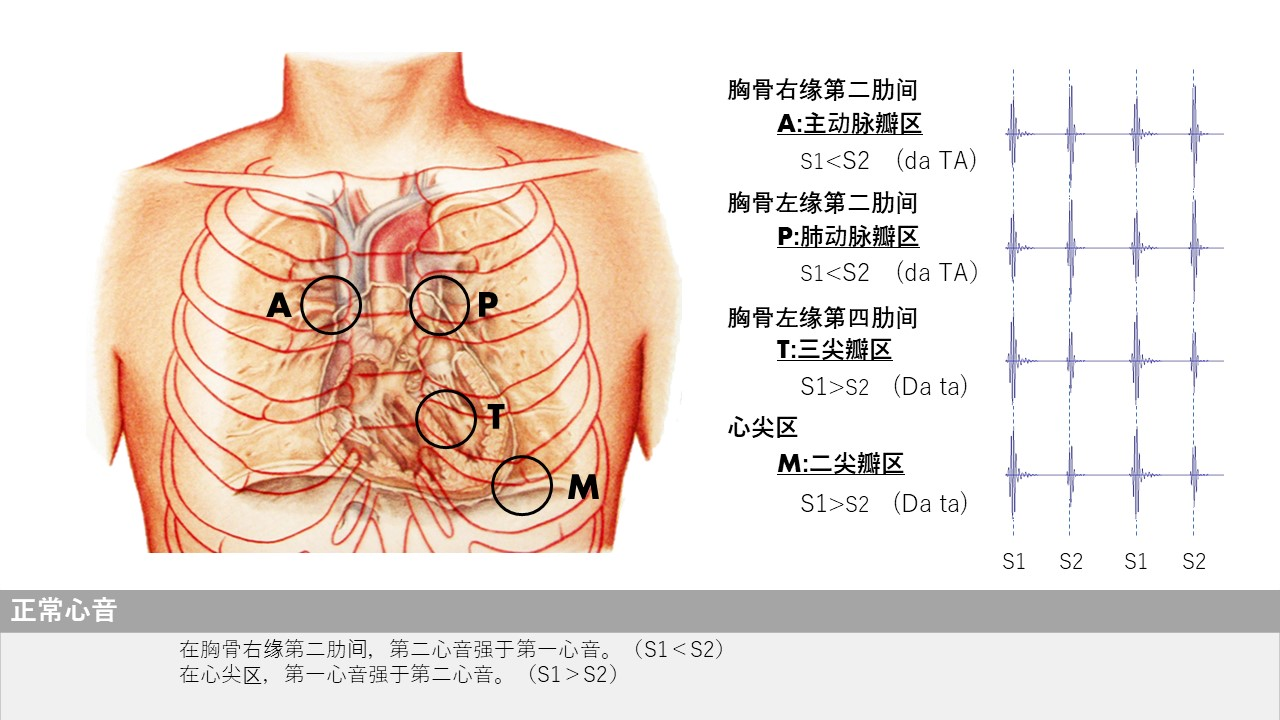 A
P
T
M
胸骨右缘第二肋间
A:主动脉瓣区
S1<S2 （da TA）
胸骨左缘第二肋间
P:肺动脉瓣区
S1<S2 （da TA）
胸骨左缘第四肋间
T:三尖瓣区
S1>S2 （Da ta）
心尖区
M:二尖瓣区
S1>S2 （Da ta）
S1 S2 S1 S2
正常心音
在胸骨右缘第二肋间，第二心音强于第一心音。（S1＜S2）
在心尖区，第一心音强于第二心音。（S1＞S2）